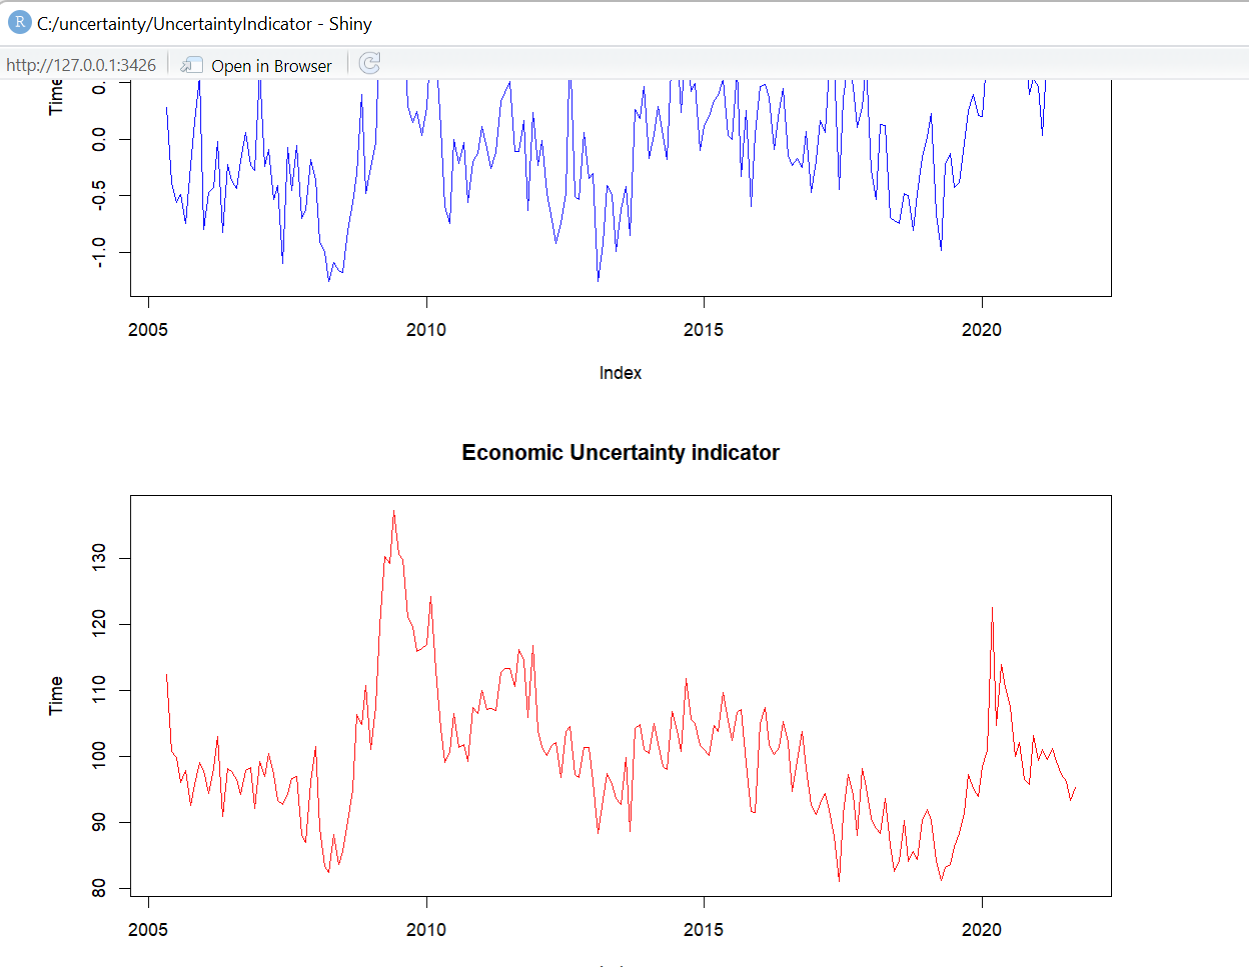 C:/uncertainty/UncertaintyIndicator - Shiny
http://127.0.0.1:3426 Open in Browser
Time
0.0
-0.5
-1.0
2005 2010 2015 2020
Index
Economic Uncertainty indicator
Time
130
120
110
100
90
80
2005 2010 2015 2020